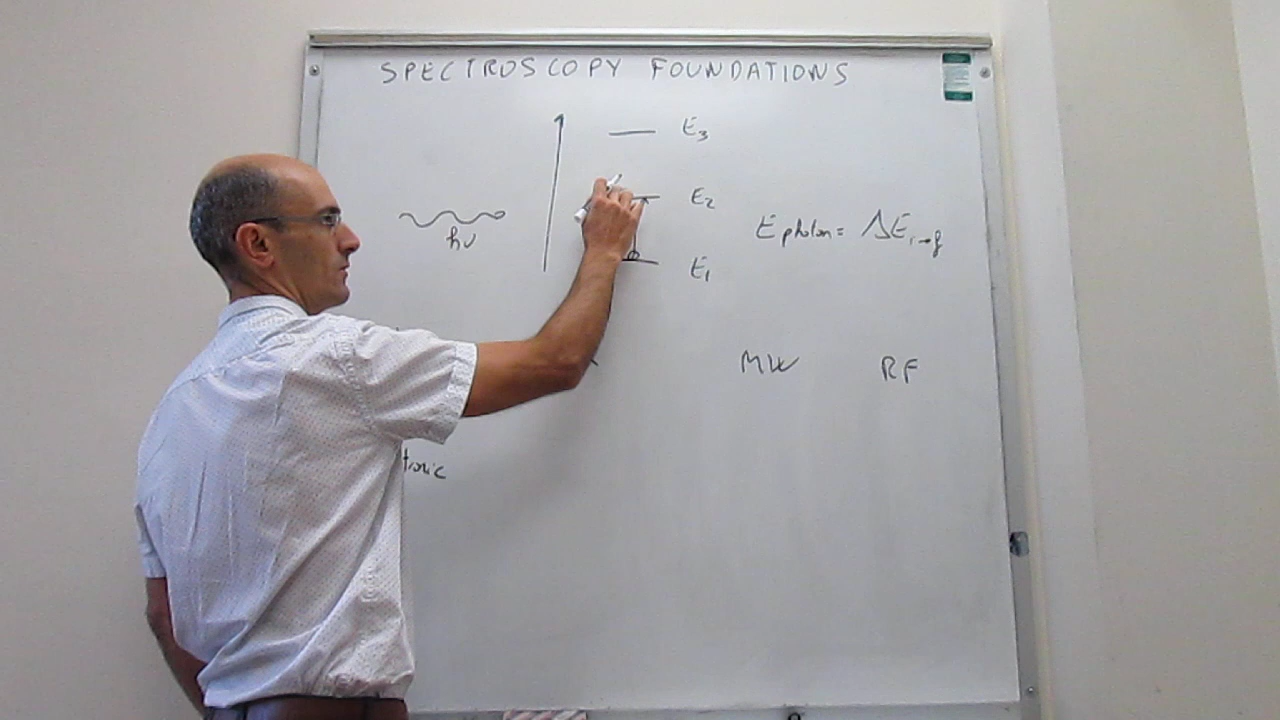 SPECTROSCOPY FOUNDATIONS
E₃
E₂
hν
E photon = ΔE i→f
E₁
MW RF
tronic